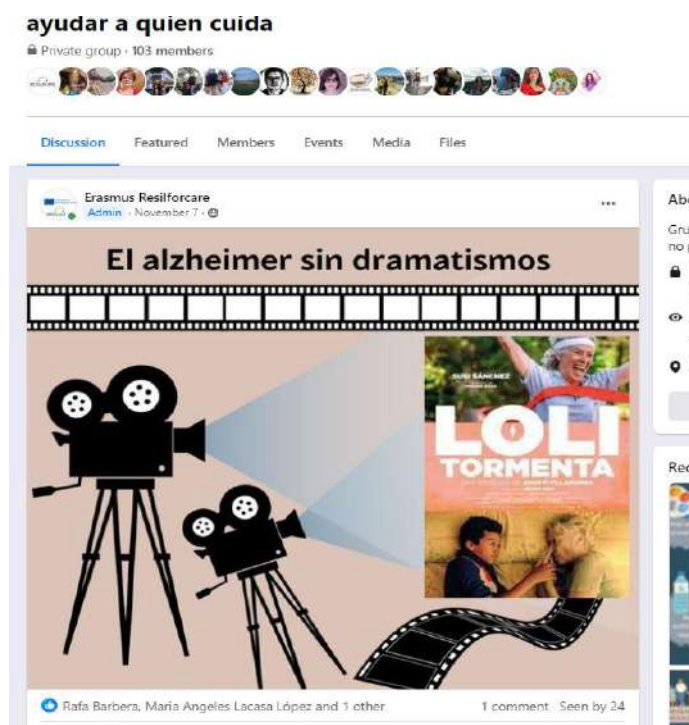 ayudar a quien cuida
Private group · 103 members
Discussion Featured Members Events Media Files
Erasmus Resilforcare
Admin · November 7 ·
El alzheimer sin dramatismos
SUSI SÁNCHEZ
LOLI
TORMENTA
Rafa Barbera, Maria Angeles Lacasa López and 1 other
1 comment Seen by 24